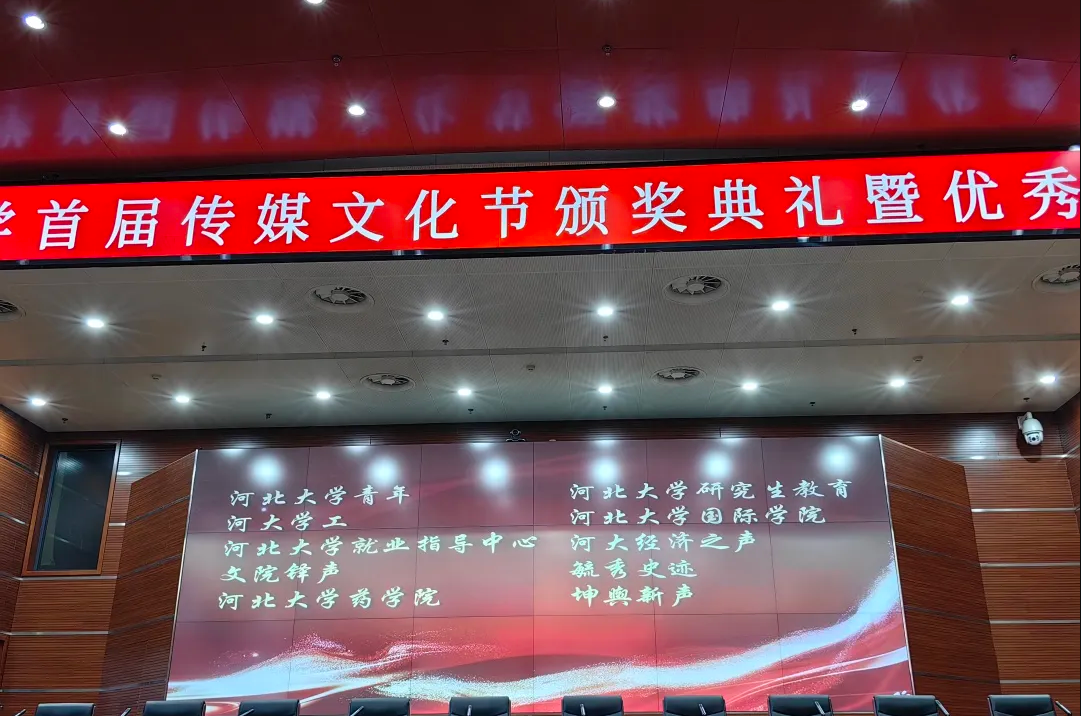 学首届传媒文化节颁奖典礼暨优秀
河北大学青年
河大学工
河北大学就业指导中心
文院铎声
河北大学药学院
河北大学研究生教育
河北大学国际学院
河大经济之声
毓秀史迹
坤舆新声